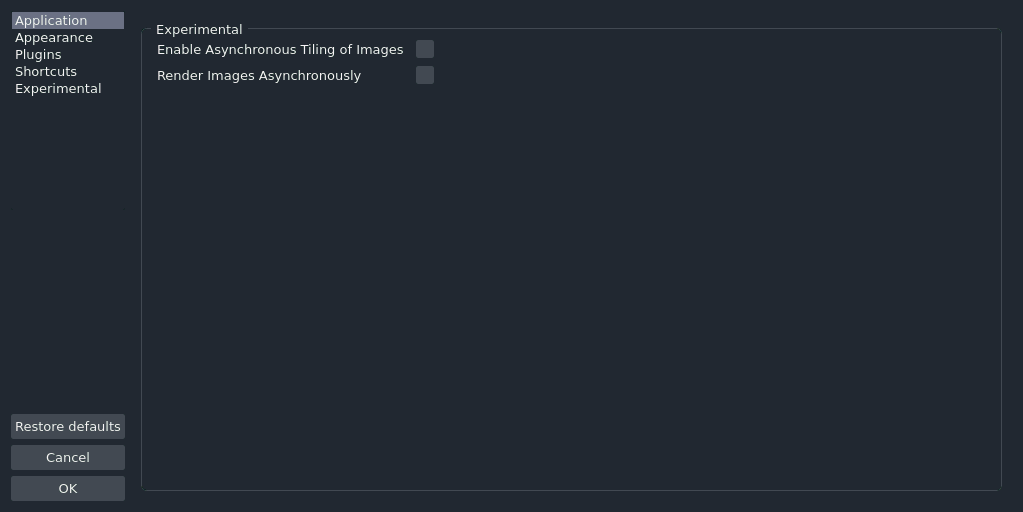 Application
Appearance
Plugins
Shortcuts
Experimental
Experimental
Enable Asynchronous Tiling of Images
Render Images Asynchronously
Restore defaults
Cancel
OK